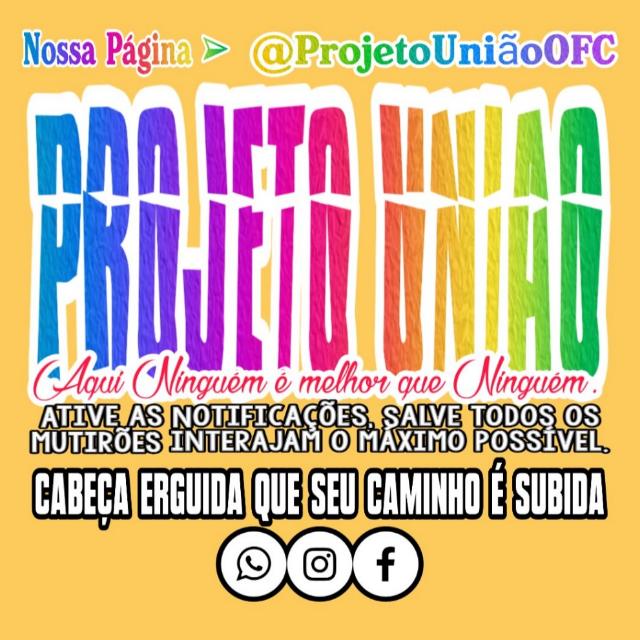 Nossa Página ➢ @ProjetoUniãoOFC
PROJETO UNIAO
Aqui Ninguém é melhor que Ninguém.
ATIVE AS NOTIFICAÇÕES, SALVE TODOS OS
MUTIRÕES INTERAJAM O MÁXIMO POSSÍVEL.
CABEÇA ERGUIDA QUE SEU CAMINHO É SUBIDA